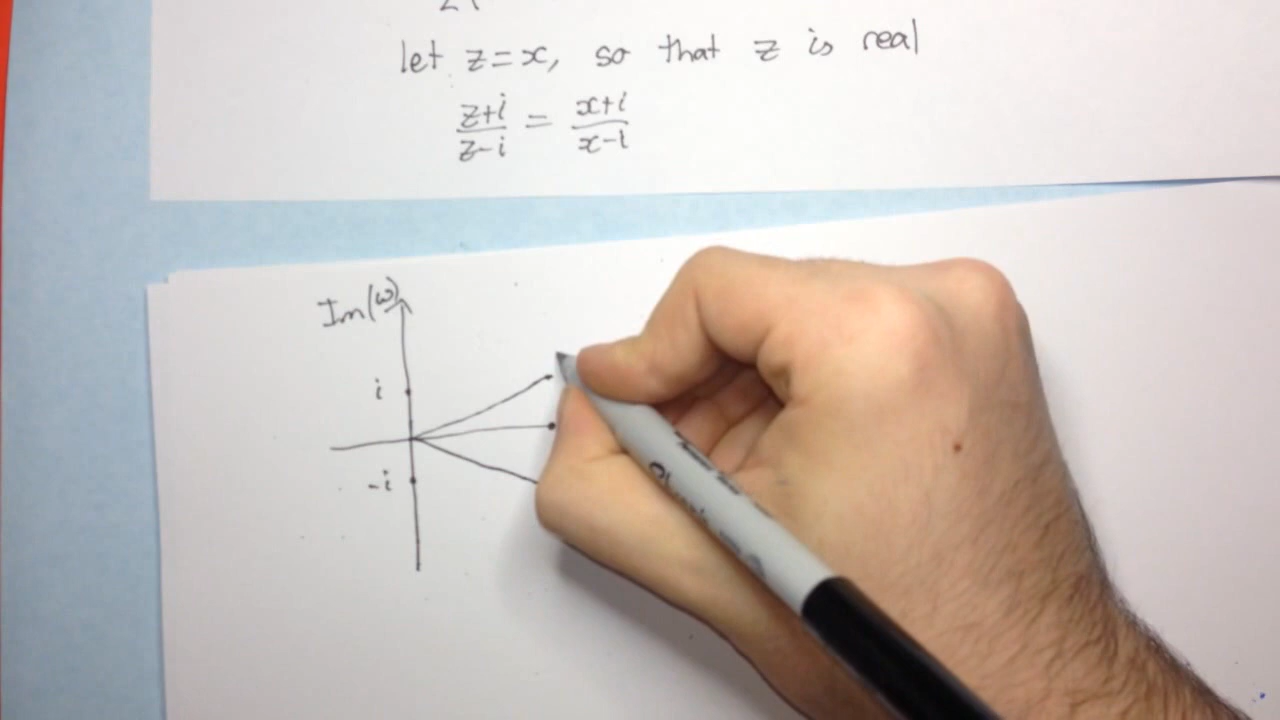 let z=x, so that z is real
z+i/z-i = x+i/x-i
Im(ω)
i
-i